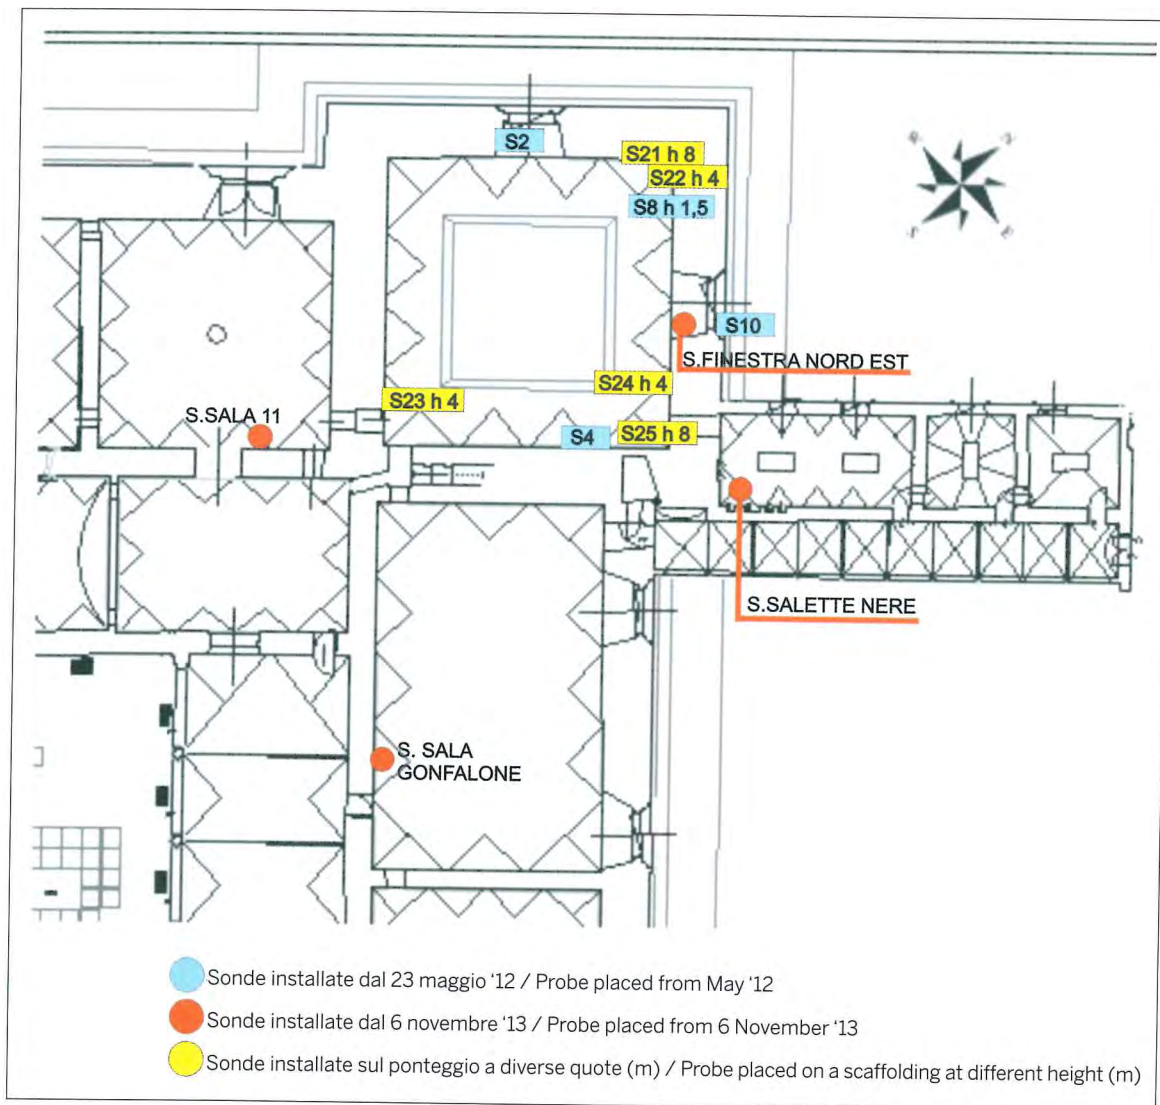 S2
S21 h 8
S22 h 4
S8 h 1,5
S10
S.FINESTRA NORD EST
S24 h 4
S23 h 4
S.SALA 11
S4
S25 h 8
S.SALETTE NERE
S. SALA
GONFALONE
Sonde installate dal 23 maggio ‘12 / Probe placed from May ‘12
Sonde installate dal 6 novembre ‘13 / Probe placed from 6 November ‘13
Sonde installate sul ponteggio a diverse quote (m) / Probe placed on a scaffolding at different height (m)